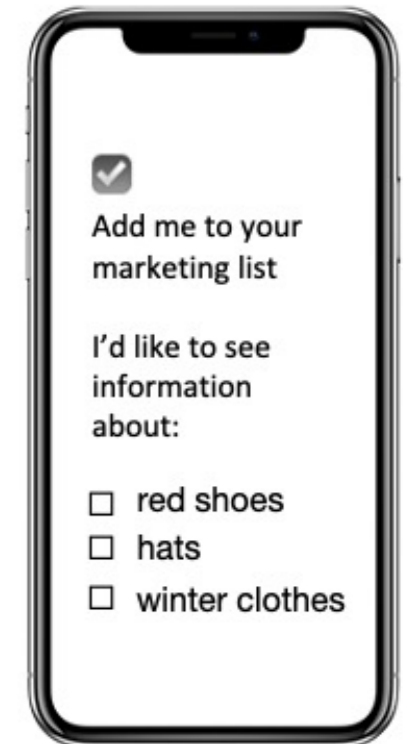 Add me to your
marketing list
I'd like to see
information
about:
red shoes
hats
winter clothes